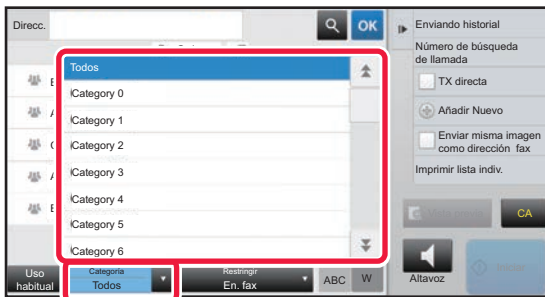 Direcc.
OK
Todos
Category 0
Category 1
Category 2
Category 3
Category 4
Category 5
Category 6
Uso
habitual
Categoría
Todos
Restringir
En. fax
ABC
W
Enviando historial
Número de búsqueda
de llamada
TX directa
Añadir Nuevo
Enviar misma imagen
como dirección fax
Imprimir lista indiv.
CA
Altavoz